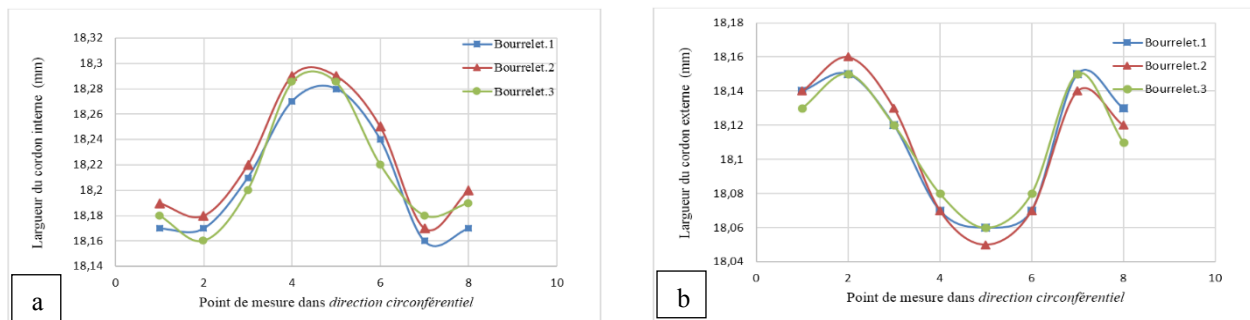 18,32
18,3
18,28
18,26
18,24
18,22
18,2
18,18
18,16
18,14
0
2
4
6
8
10
Largueur du cordon interne (mm)
Point de mesure dans direction circonférentiel
Bourrelet.1
Bourrelet.2
Bourrelet.3
a
18,18
18,16
18,14
18,12
18,1
18,08
18,06
18,04
0
2
4
6
8
10
Largueur du cordon externe (mm)
Point de mesure dans direction circonférentiel
Bourrelet.1
Bourrelet.2
Bourrelet.3
b